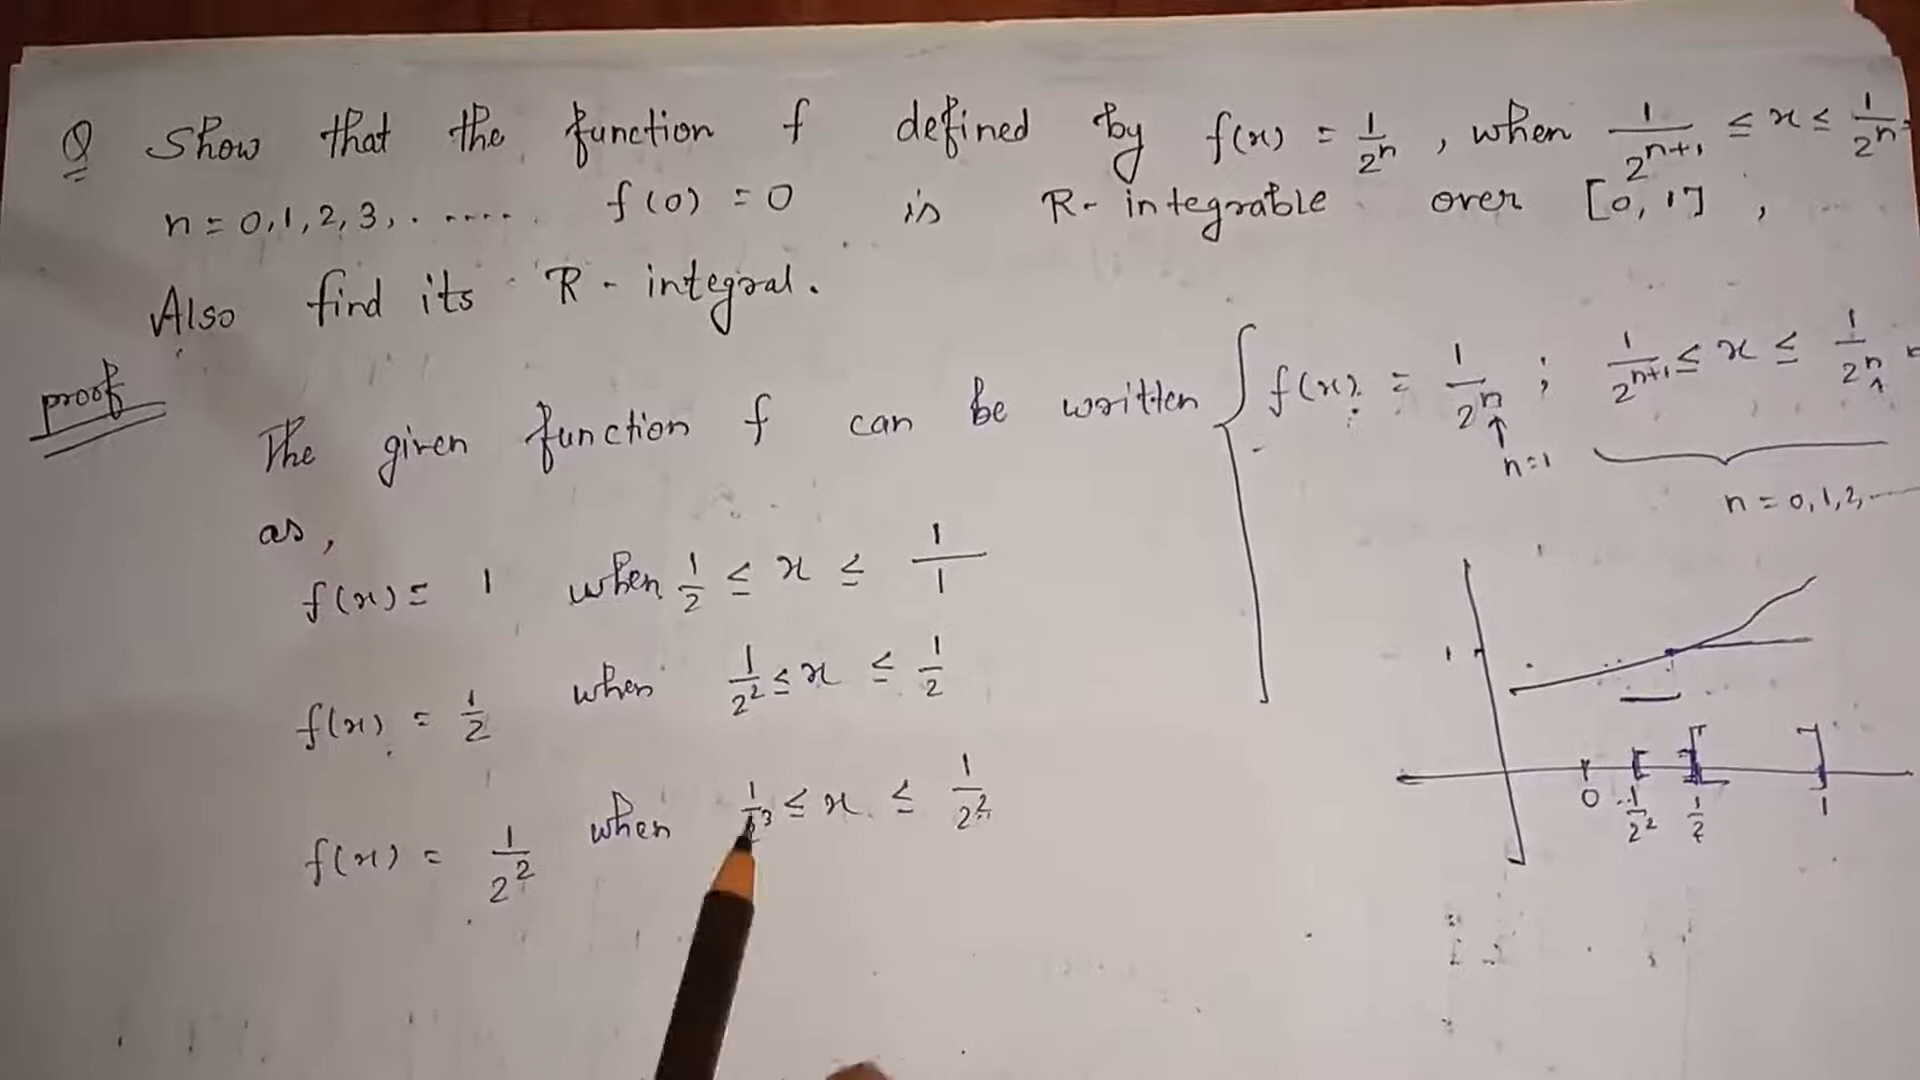 Q Show that the function f defined by f(x) = 1/2^n , when 1/2^(n+1) ≤ x ≤ 1/2^n
n = 0, 1, 2, 3, . ..... f(0) = 0 is R-integrable over [0, 1] ,
Also find its R - integral.
proof
The given function f can be written { f(x) = 1/2^n ; 1/2^(n+1) ≤ x ≤ 1/2^n
↑
n=1
n = 0, 1, 2, ---
as,
f(x) = 1 when 1/2 ≤ x ≤ 1/1
f(x) = 1/2 when 1/2^2 ≤ x ≤ 1/2
f(x) = 1/2^2 when 1/2^3 ≤ x ≤ 1/2^2
1
0 1/2^2 1/2 1